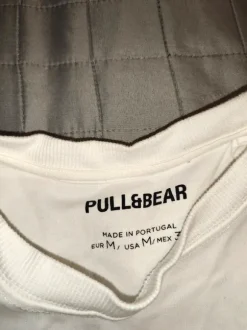 PULL&BEAR
MADE IN PORTUGAL
EUR M/ USA M/ MEX